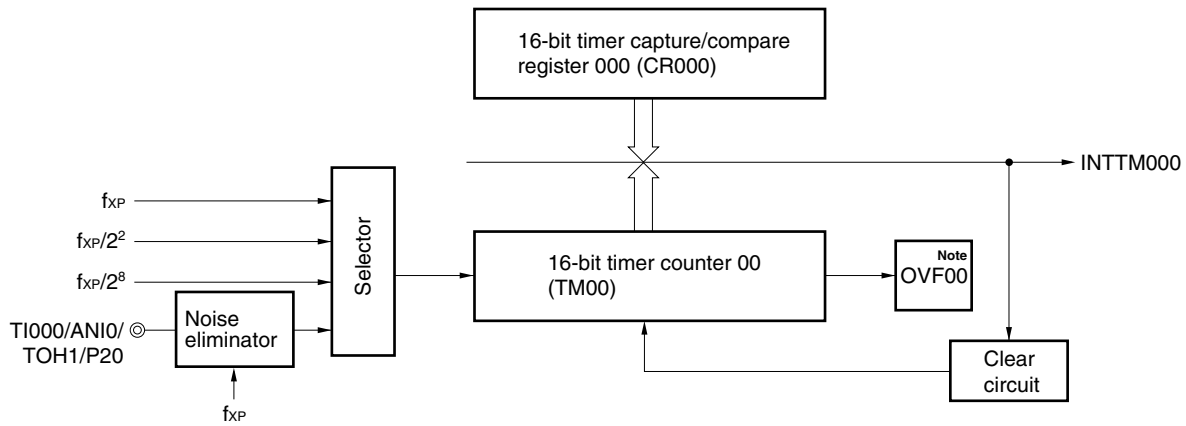 16-bit timer capture/compare
register 000 (CR000)
INTTM000
fXP
fXP/2²
fXP/2⁸
Selector
16-bit timer counter 00
(TM00)
Note
OVF00
TI000/ANI0/
TOH1/P20
Noise
eliminator
Clear
circuit
fXP